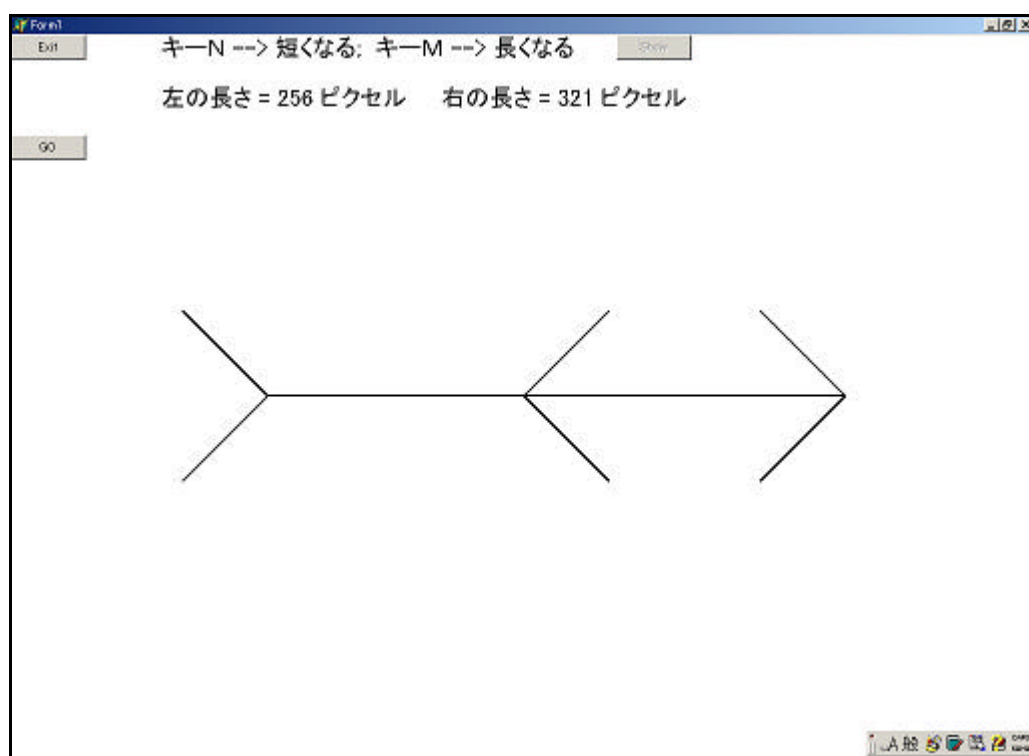 Form1
Exit
キーN --> 短くなる; キーM --> 長くなる
Show
左の長さ = 256 ピクセル 右の長さ = 321 ピクセル
GO
A 般